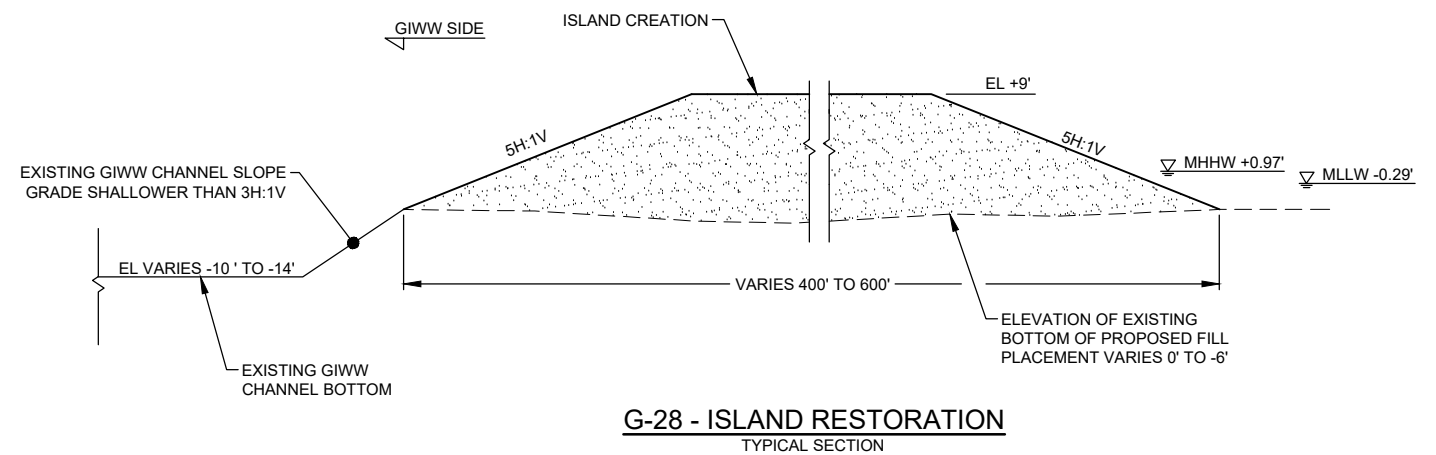 GIWW SIDE
ISLAND CREATION
EL +9'
5H:1V
5H:1V
MHHW +0.97'
MLLW -0.29'
EXISTING GIWW CHANNEL SLOPE
GRADE SHALLOWER THAN 3H:1V
EL VARIES -10 ' TO -14'
VARIES 400' TO 600'
ELEVATION OF EXISTING
BOTTOM OF PROPOSED FILL
PLACEMENT VARIES 0' TO -6'
EXISTING GIWW
CHANNEL BOTTOM
G-28 - ISLAND RESTORATION
TYPICAL SECTION